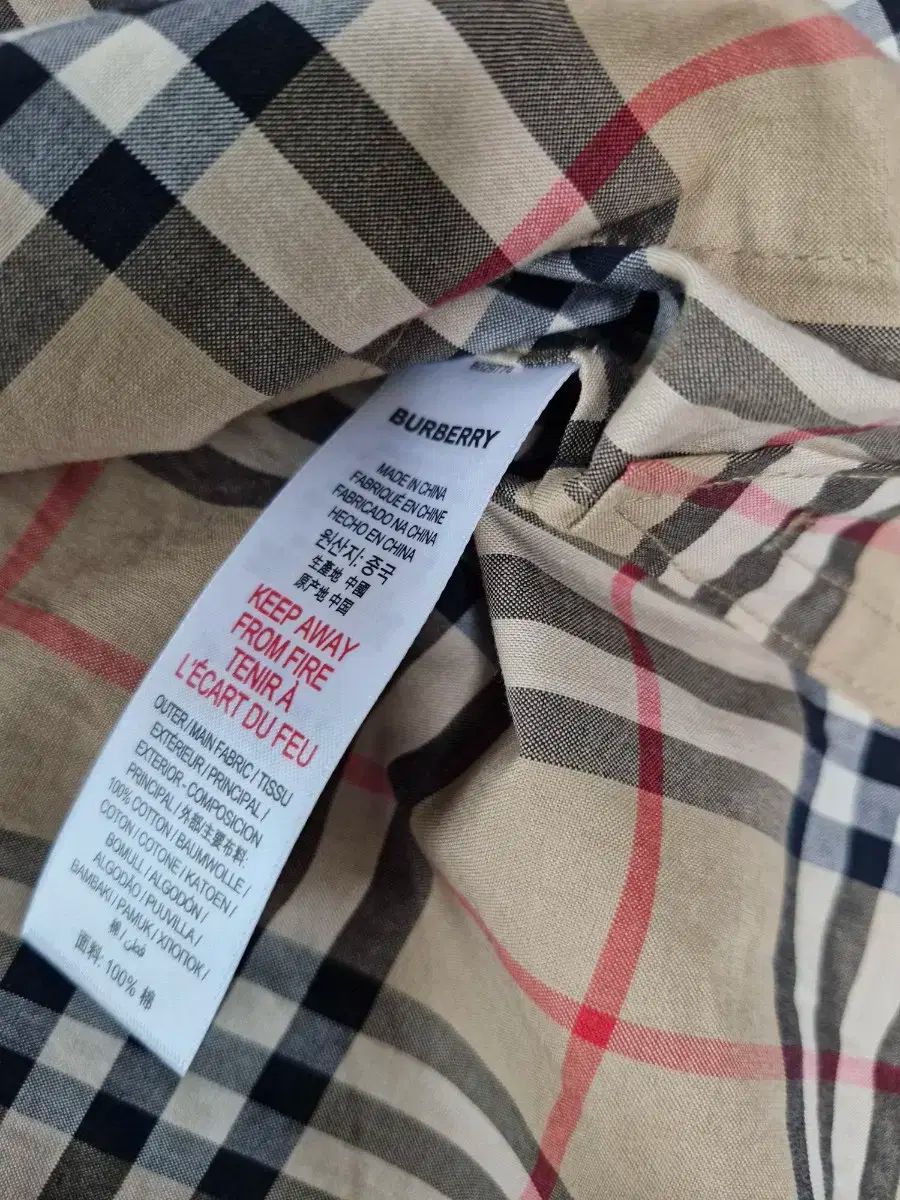 BURBERRY
MADE IN CHINA
FABRIQUÉ EN CHINE
FABRICADO NA CHINA
HECHO EN CHINA
원산지: 중국
生產地 中國
原产地 中国
KEEP AWAY
FROM FIRE
TENIR À
L'ÉCART DU FEU
OUTER / MAIN FABRIC / TISSU
EXTÉRIEUR / PRINCIPAL /
EXTERIOR - COMPOSICION
PRINCIPAL / 外部主要布料:
100% COTTON / BAUMWOLLE /
COTON / COTONE / KATOEN /
BOMULL / ALGODÓN /
ALGODÃO / PUUVILLA /
BAMBAKI / PAMUK / ХЛОПОК /
棉 / قطن /
面料: 100% 棉